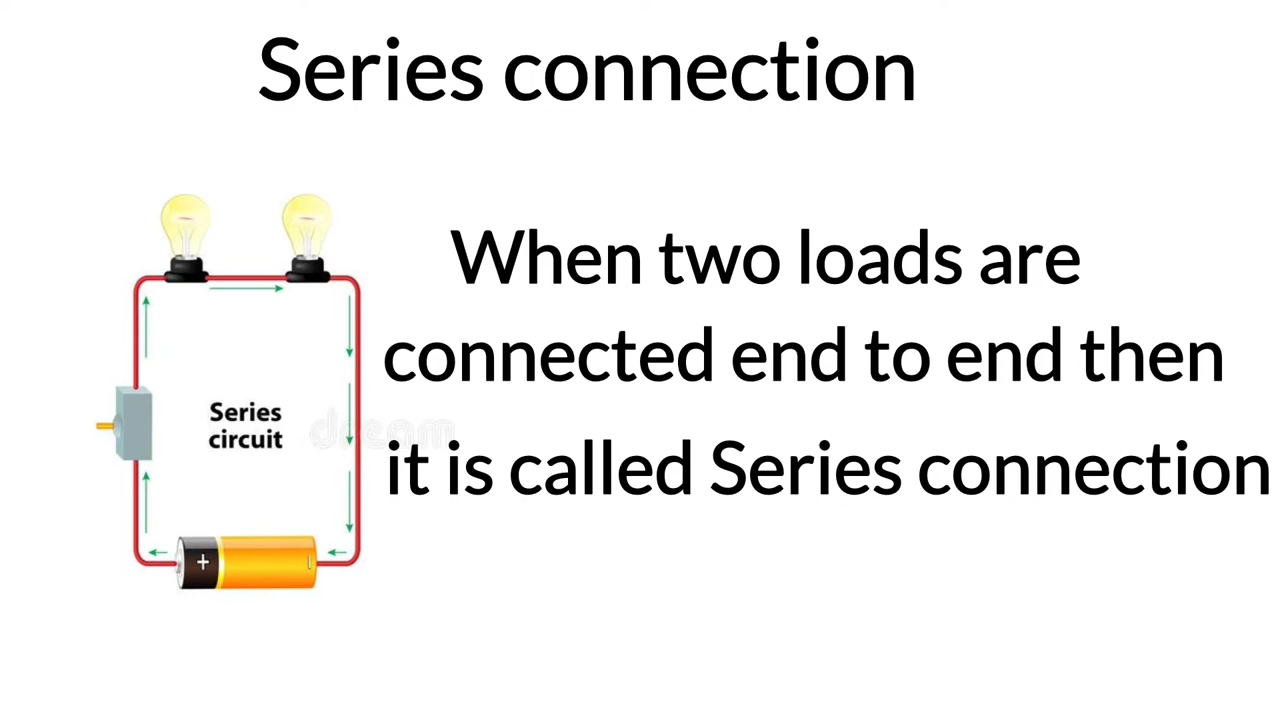 Series connection
When two loads are
connected end to end then
it is called Series connection
Series
circuit
+